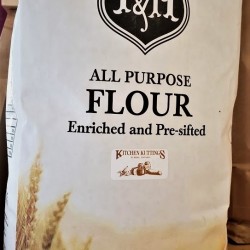 ALL PURPOSE
FLOUR
Enriched and Pre-sifted
KITCHEN KUTTINGS